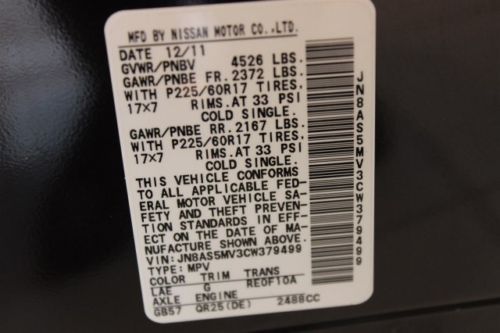 MFD BY NISSAN MOTOR CO.,LTD.
DATE 12/11
GVWR/PNBV 4526 LBS.
GAWR/PNBE FR. 2372 LBS.
WITH P225/60R17 TIRES.
17×7 RIMS.AT 33 PSI
COLD SINGLE.
GAWR/PNBE RR. 2167 LBS.
WITH P225/60R17 TIRES.
17×7 RIMS.AT 33 PSI
COLD SINGLE.
THIS VEHICLE CONFORMS
TO ALL APPLICABLE FED-
ERAL MOTOR VEHICLE SA-
FETY AND THEFT PREVEN-
TION STANDARDS IN EFF-
ECT ON THE DATE OF MA-
NUFACTURE SHOWN ABOVE.
VIN: JN8AS5MV3CW379499
TYPE: MPV
COLOR TRIM TRANS
LAE G RE0F10A
AXLE ENGINE
GB57 QR25(DE) 2488CC
JN8AS5MV3CW379499